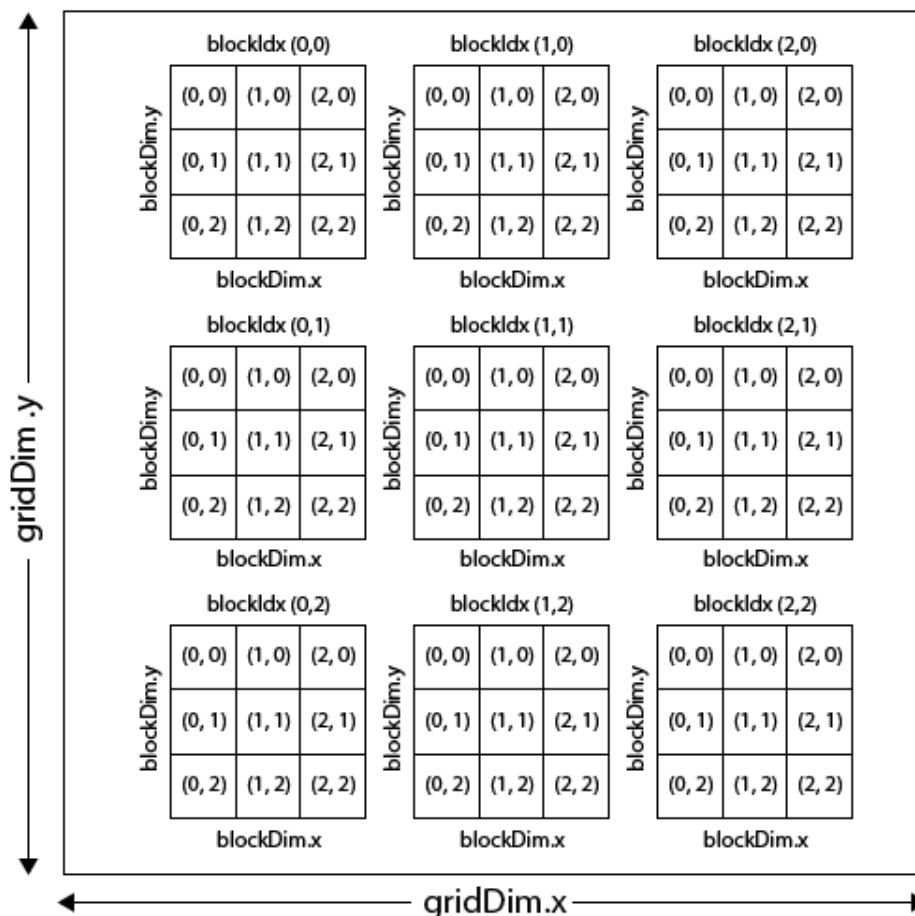 blockIdx (0,0) blockIdx (1,0) blockIdx (2,0)
(0, 0) (1, 0) (2, 0) (0, 0) (1, 0) (2, 0) (0, 0) (1, 0) (2, 0)
blockDim.y blockDim.y blockDim.y
(0, 1) (1, 1) (2, 1) (0, 1) (1, 1) (2, 1) (0, 1) (1, 1) (2, 1)
(0, 2) (1, 2) (2, 2) (0, 2) (1, 2) (2, 2) (0, 2) (1, 2) (2, 2)
blockDim.x blockDim.x blockDim.x
blockIdx (0,1) blockIdx (1,1) blockIdx (2,1)
(0, 0) (1, 0) (2, 0) (0, 0) (1, 0) (2, 0) (0, 0) (1, 0) (2, 0)
blockDim.y blockDim.y blockDim.y
(0, 1) (1, 1) (2, 1) (0, 1) (1, 1) (2, 1) (0, 1) (1, 1) (2, 1)
(0, 2) (1, 2) (2, 2) (0, 2) (1, 2) (2, 2) (0, 2) (1, 2) (2, 2)
blockDim.x blockDim.x blockDim.x
gridDim .y
blockIdx (0,2) blockIdx (1,2) blockIdx (2,2)
(0, 0) (1, 0) (2, 0) (0, 0) (1, 0) (2, 0) (0, 0) (1, 0) (2, 0)
blockDim.y blockDim.y blockDim.y
(0, 1) (1, 1) (2, 1) (0, 1) (1, 1) (2, 1) (0, 1) (1, 1) (2, 1)
(0, 2) (1, 2) (2, 2) (0, 2) (1, 2) (2, 2) (0, 2) (1, 2) (2, 2)
blockDim.x blockDim.x blockDim.x
gridDim.x